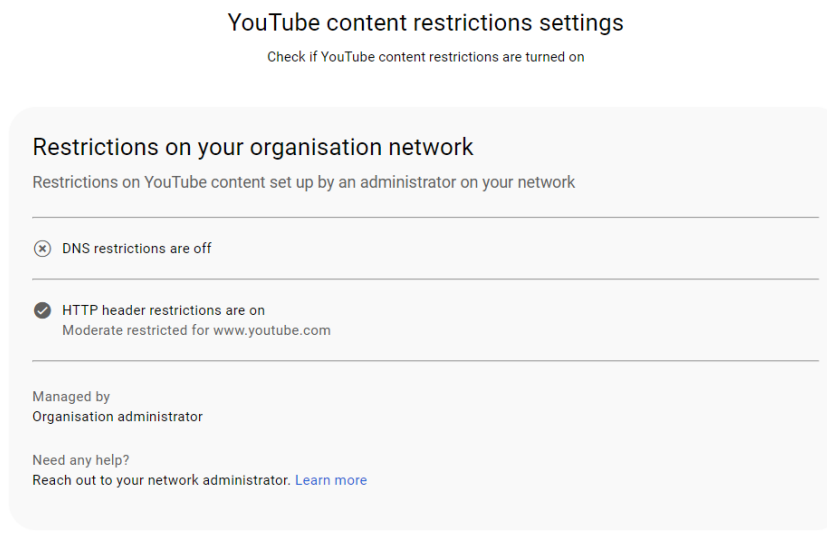 YouTube content restrictions settings
Check if YouTube content restrictions are turned on
Restrictions on your organisation network
Restrictions on YouTube content set up by an administrator on your network
DNS restrictions are off
HTTP header restrictions are on
Moderate restricted for www.youtube.com
Managed by
Organisation administrator
Need any help?
Reach out to your network administrator. Learn more